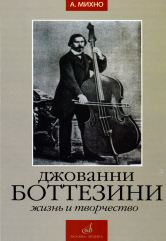 А. МИХНО
ДЖОВАННИ
БОТТЕЗИНИ
жизнь и творчество